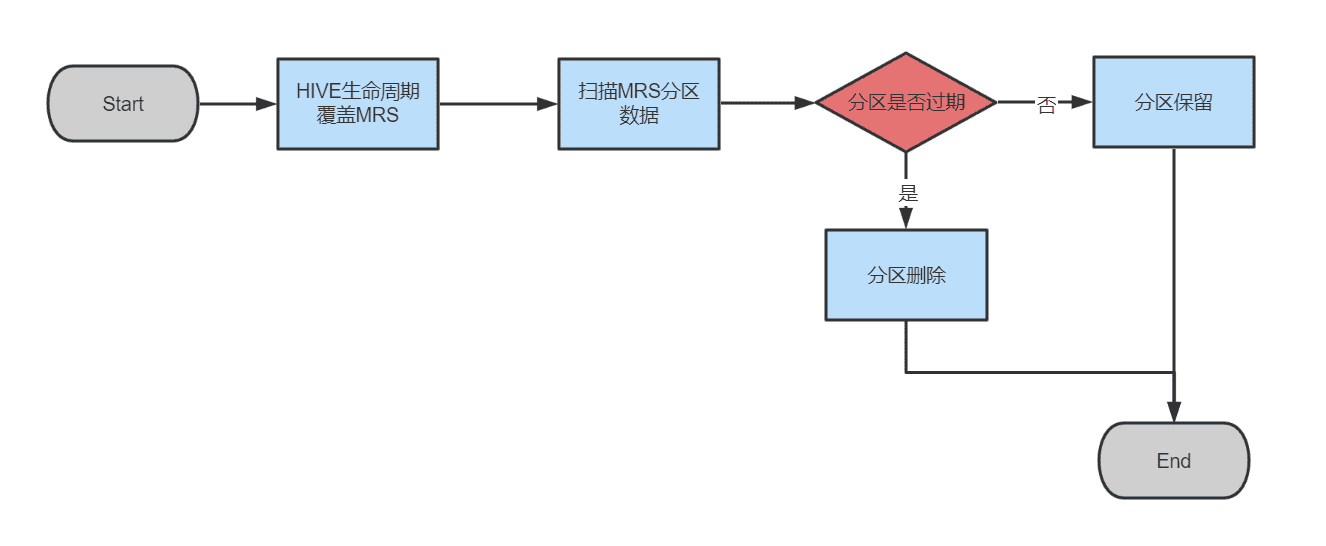 Start
HIVE生命周期
覆盖MRS
扫描MRS分区
数据
分区是否过期
否
分区保留
是
分区删除
End